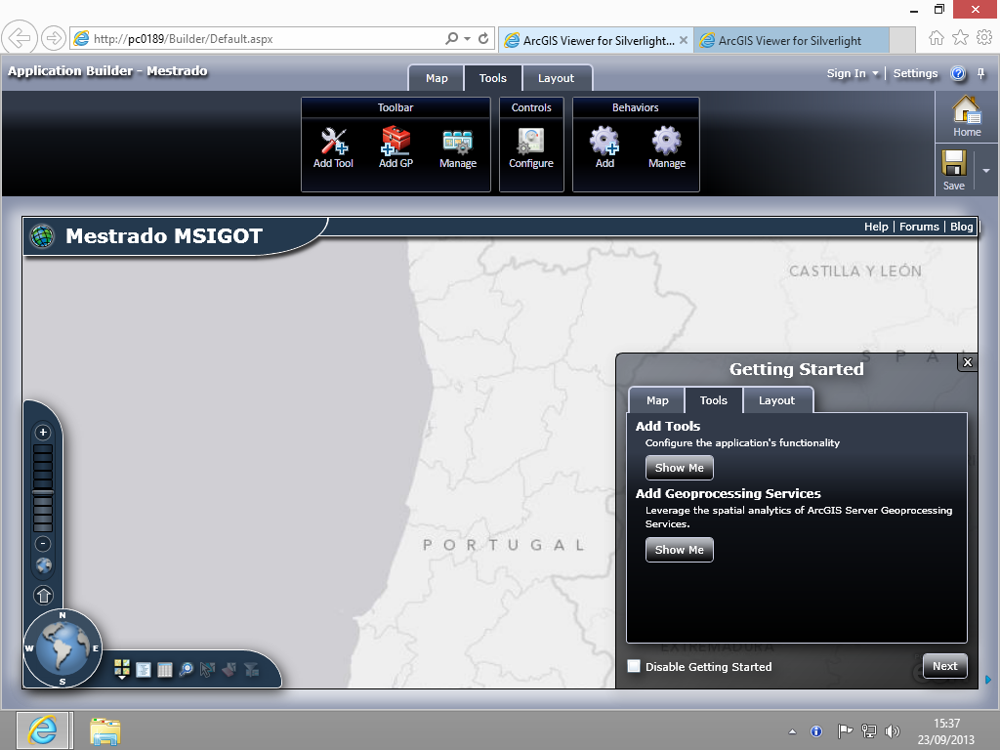 http://pc0189/Builder/Default.aspx
ArcGIS Viewer for Silverlight...
ArcGIS Viewer for Silverlight
Application Builder - Mestrado
Map
Tools
Layout
Sign In
Settings
Toolbar
Controls
Behaviors
Add Tool
Add GP
Manage
Configure
Add
Manage
Home
Save
Mestrado MSIGOT
Help | Forums | Blog
CASTILLA Y LEÓN
S P A
Getting Started
Map
Tools
Layout
Add Tools
Configure the application's functionality
Show Me
Add Geoprocessing Services
Leverage the spatial analytics of ArcGIS Server Geoprocessing
Services.
Show Me
PORTUGAL
EXTREMADURA
Disable Getting Started
Next
N
W
E
S
15:37
23/09/2013